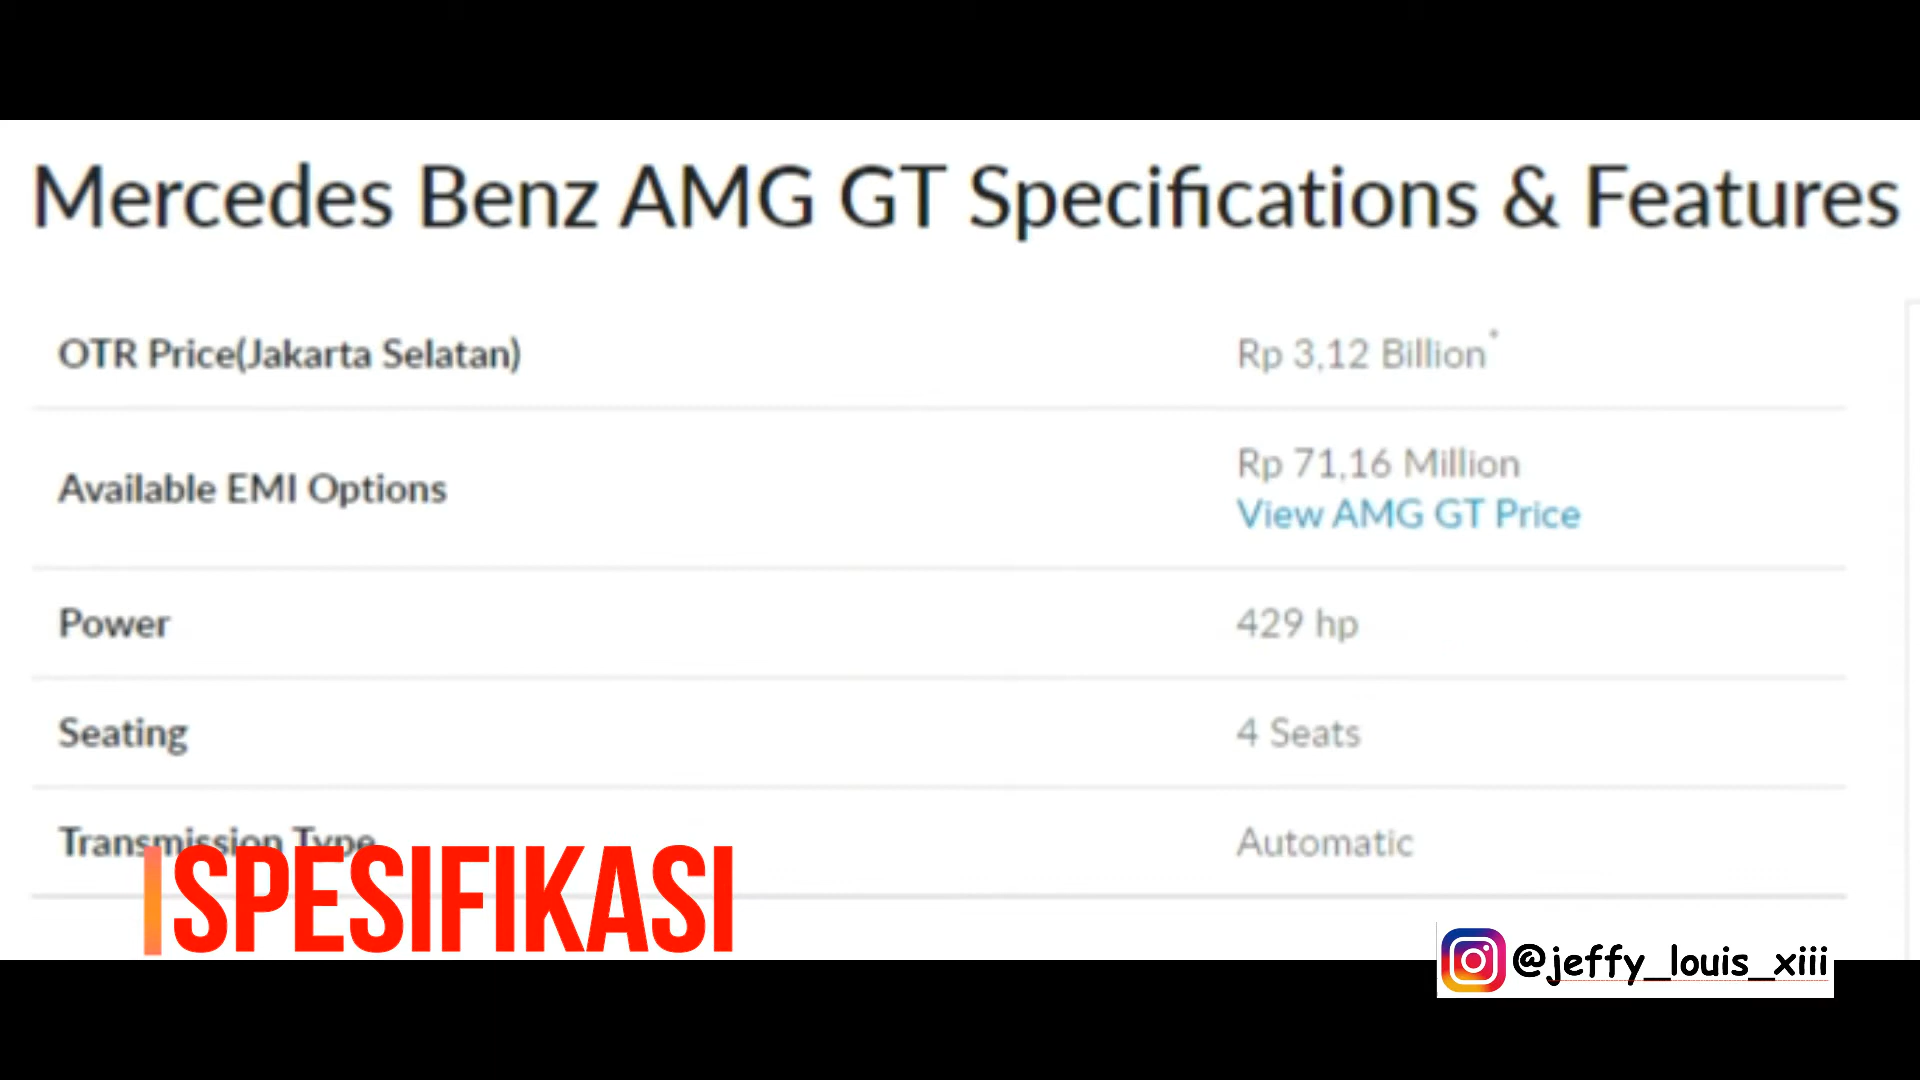 Mercedes Benz AMG GT Specifications & Features
OTR Price(Jakarta Selatan) Rp 3,12 Billion*
Available EMI Options Rp 71,16 Million
View AMG GT Price
Power 429 hp
Seating 4 Seats
Transmission Type Automatic
SPESIFIKASI
@jeffy_louis_xiii